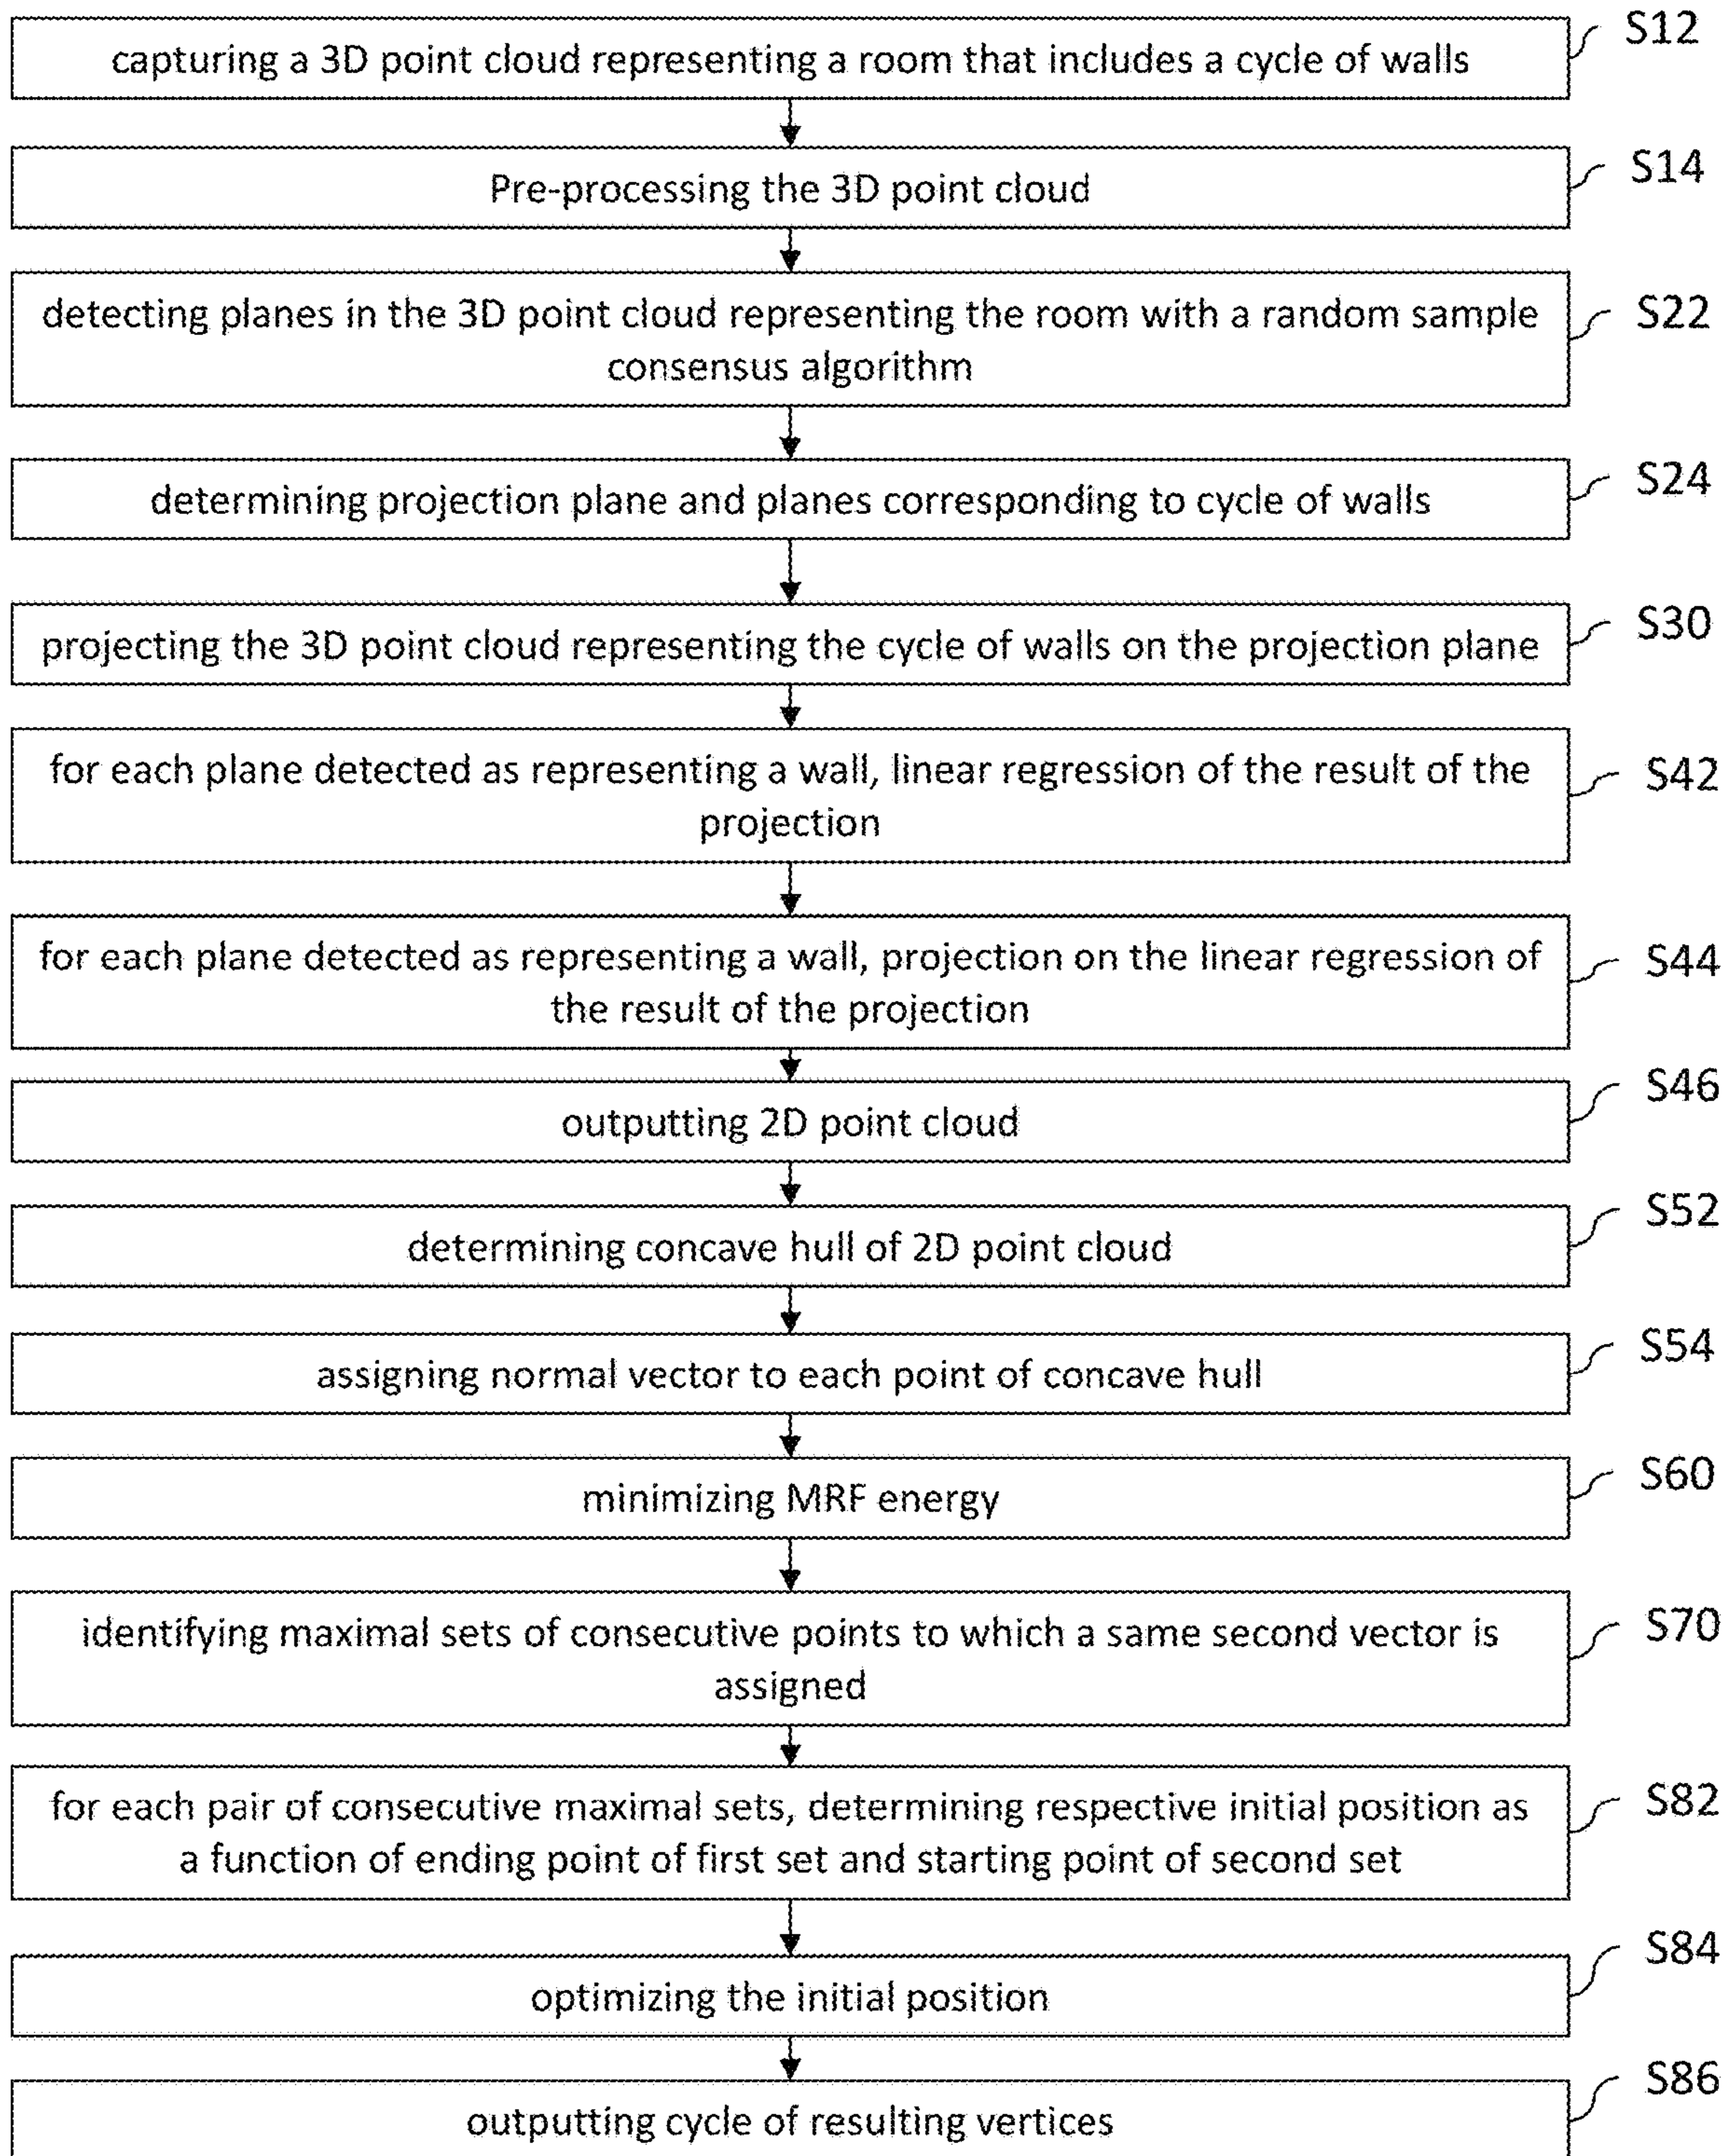 S12
capturing a 3D point cloud representing a room that includes a cycle of walls
S14
Pre-processing the 3D point cloud
S22
detecting planes in the 3D point cloud representing the room with a random sample
consensus algorithm
S24
determining projection plane and planes corresponding to cycle of walls
S30
projecting the 3D point cloud representing the cycle of walls on the projection plane
S42
for each plane detected as representing a wall, linear regression of the result of the
projection
S44
for each plane detected as representing a wall, projection on the linear regression of
the result of the projection
S46
outputting 2D point cloud
S52
determining concave hull of 2D point cloud
S54
assigning normal vector to each point of concave hull
S60
minimizing MRF energy
S70
identifying maximal sets of consecutive points to which a same second vector is
assigned
S82
for each pair of consecutive maximal sets, determining respective initial position as
a function of ending point of first set and starting point of second set
S84
optimizing the initial position
S86
outputting cycle of resulting vertices